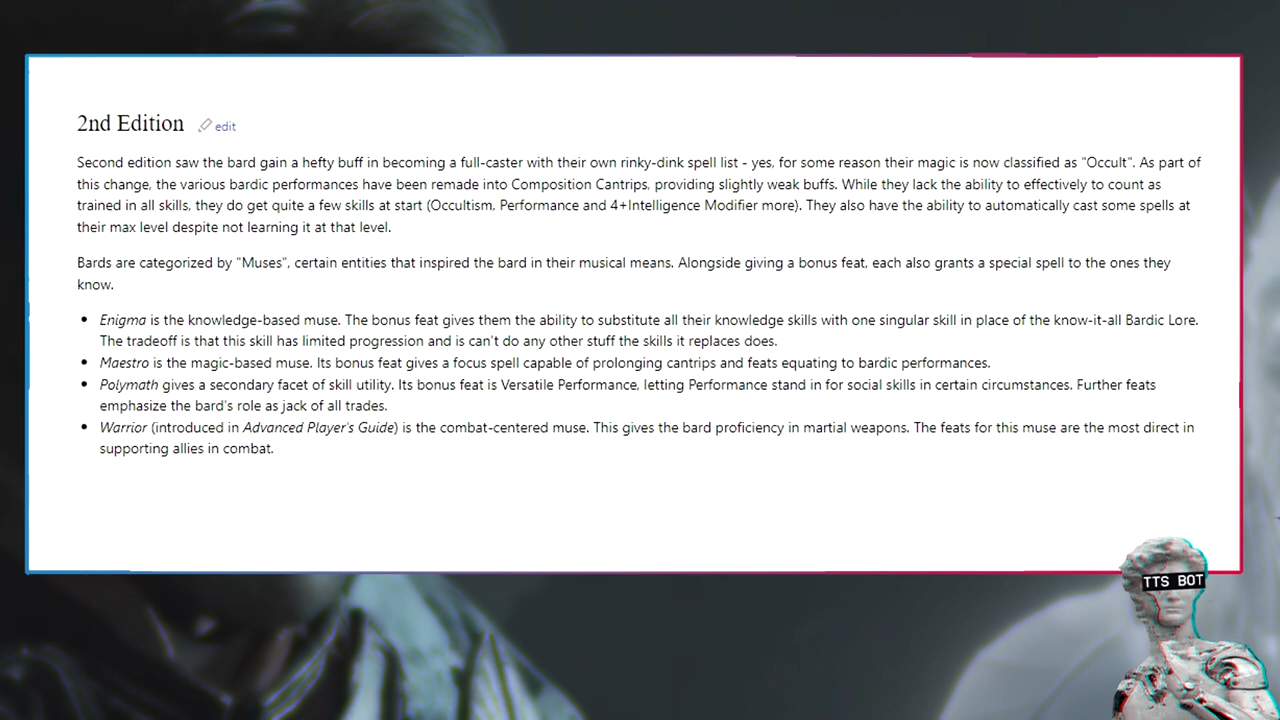 2nd Edition edit
Second edition saw the bard gain a hefty buff in becoming a full-caster with their own rinky-dink spell list - yes, for some reason their magic is now classified as "Occult". As part of
this change, the various bardic performances have been remade into Composition Cantrips, providing slightly weak buffs. While they lack the ability to effectively to count as
trained in all skills, they do get quite a few skills at start (Occultism, Performance and 4+Intelligence Modifier more). They also have the ability to automatically cast some spells at
their max level despite not learning it at that level.
Bards are categorized by "Muses", certain entities that inspired the bard in their musical means. Alongside giving a bonus feat, each also grants a special spell to the ones they
know.
• Enigma is the knowledge-based muse. The bonus feat gives them the ability to substitute all their knowledge skills with one singular skill in place of the know-it-all Bardic Lore.
The tradeoff is that this skill has limited progression and is can't do any other stuff the skills it replaces does.
• Maestro is the magic-based muse. Its bonus feat gives a focus spell capable of prolonging cantrips and feats equating to bardic performances.
• Polymath gives a secondary facet of skill utility. Its bonus feat is Versatile Performance, letting Performance stand in for social skills in certain circumstances. Further feats
emphasize the bard's role as jack of all trades.
• Warrior (introduced in Advanced Player's Guide) is the combat-centered muse. This gives the bard proficiency in martial weapons. The feats for this muse are the most direct in
supporting allies in combat.
TTS BOT